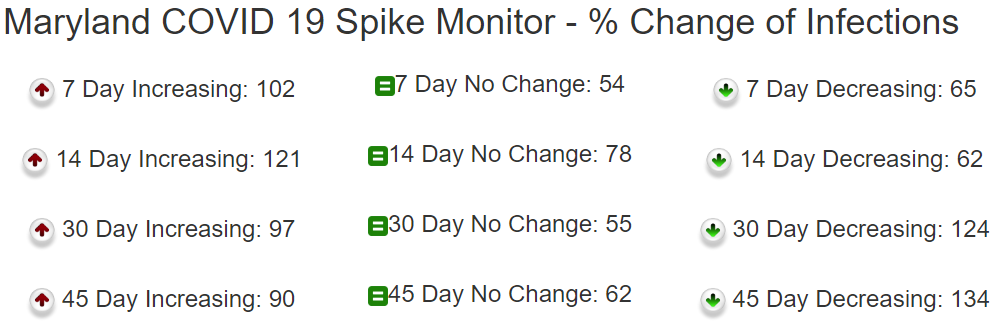 Maryland COVID 19 Spike Monitor - % Change of Infections
7 Day Increasing: 102
7 Day No Change: 54
7 Day Decreasing: 65
14 Day Increasing: 121
14 Day No Change: 78
14 Day Decreasing: 62
30 Day Increasing: 97
30 Day No Change: 55
30 Day Decreasing: 124
45 Day Increasing: 90
45 Day No Change: 62
45 Day Decreasing: 134